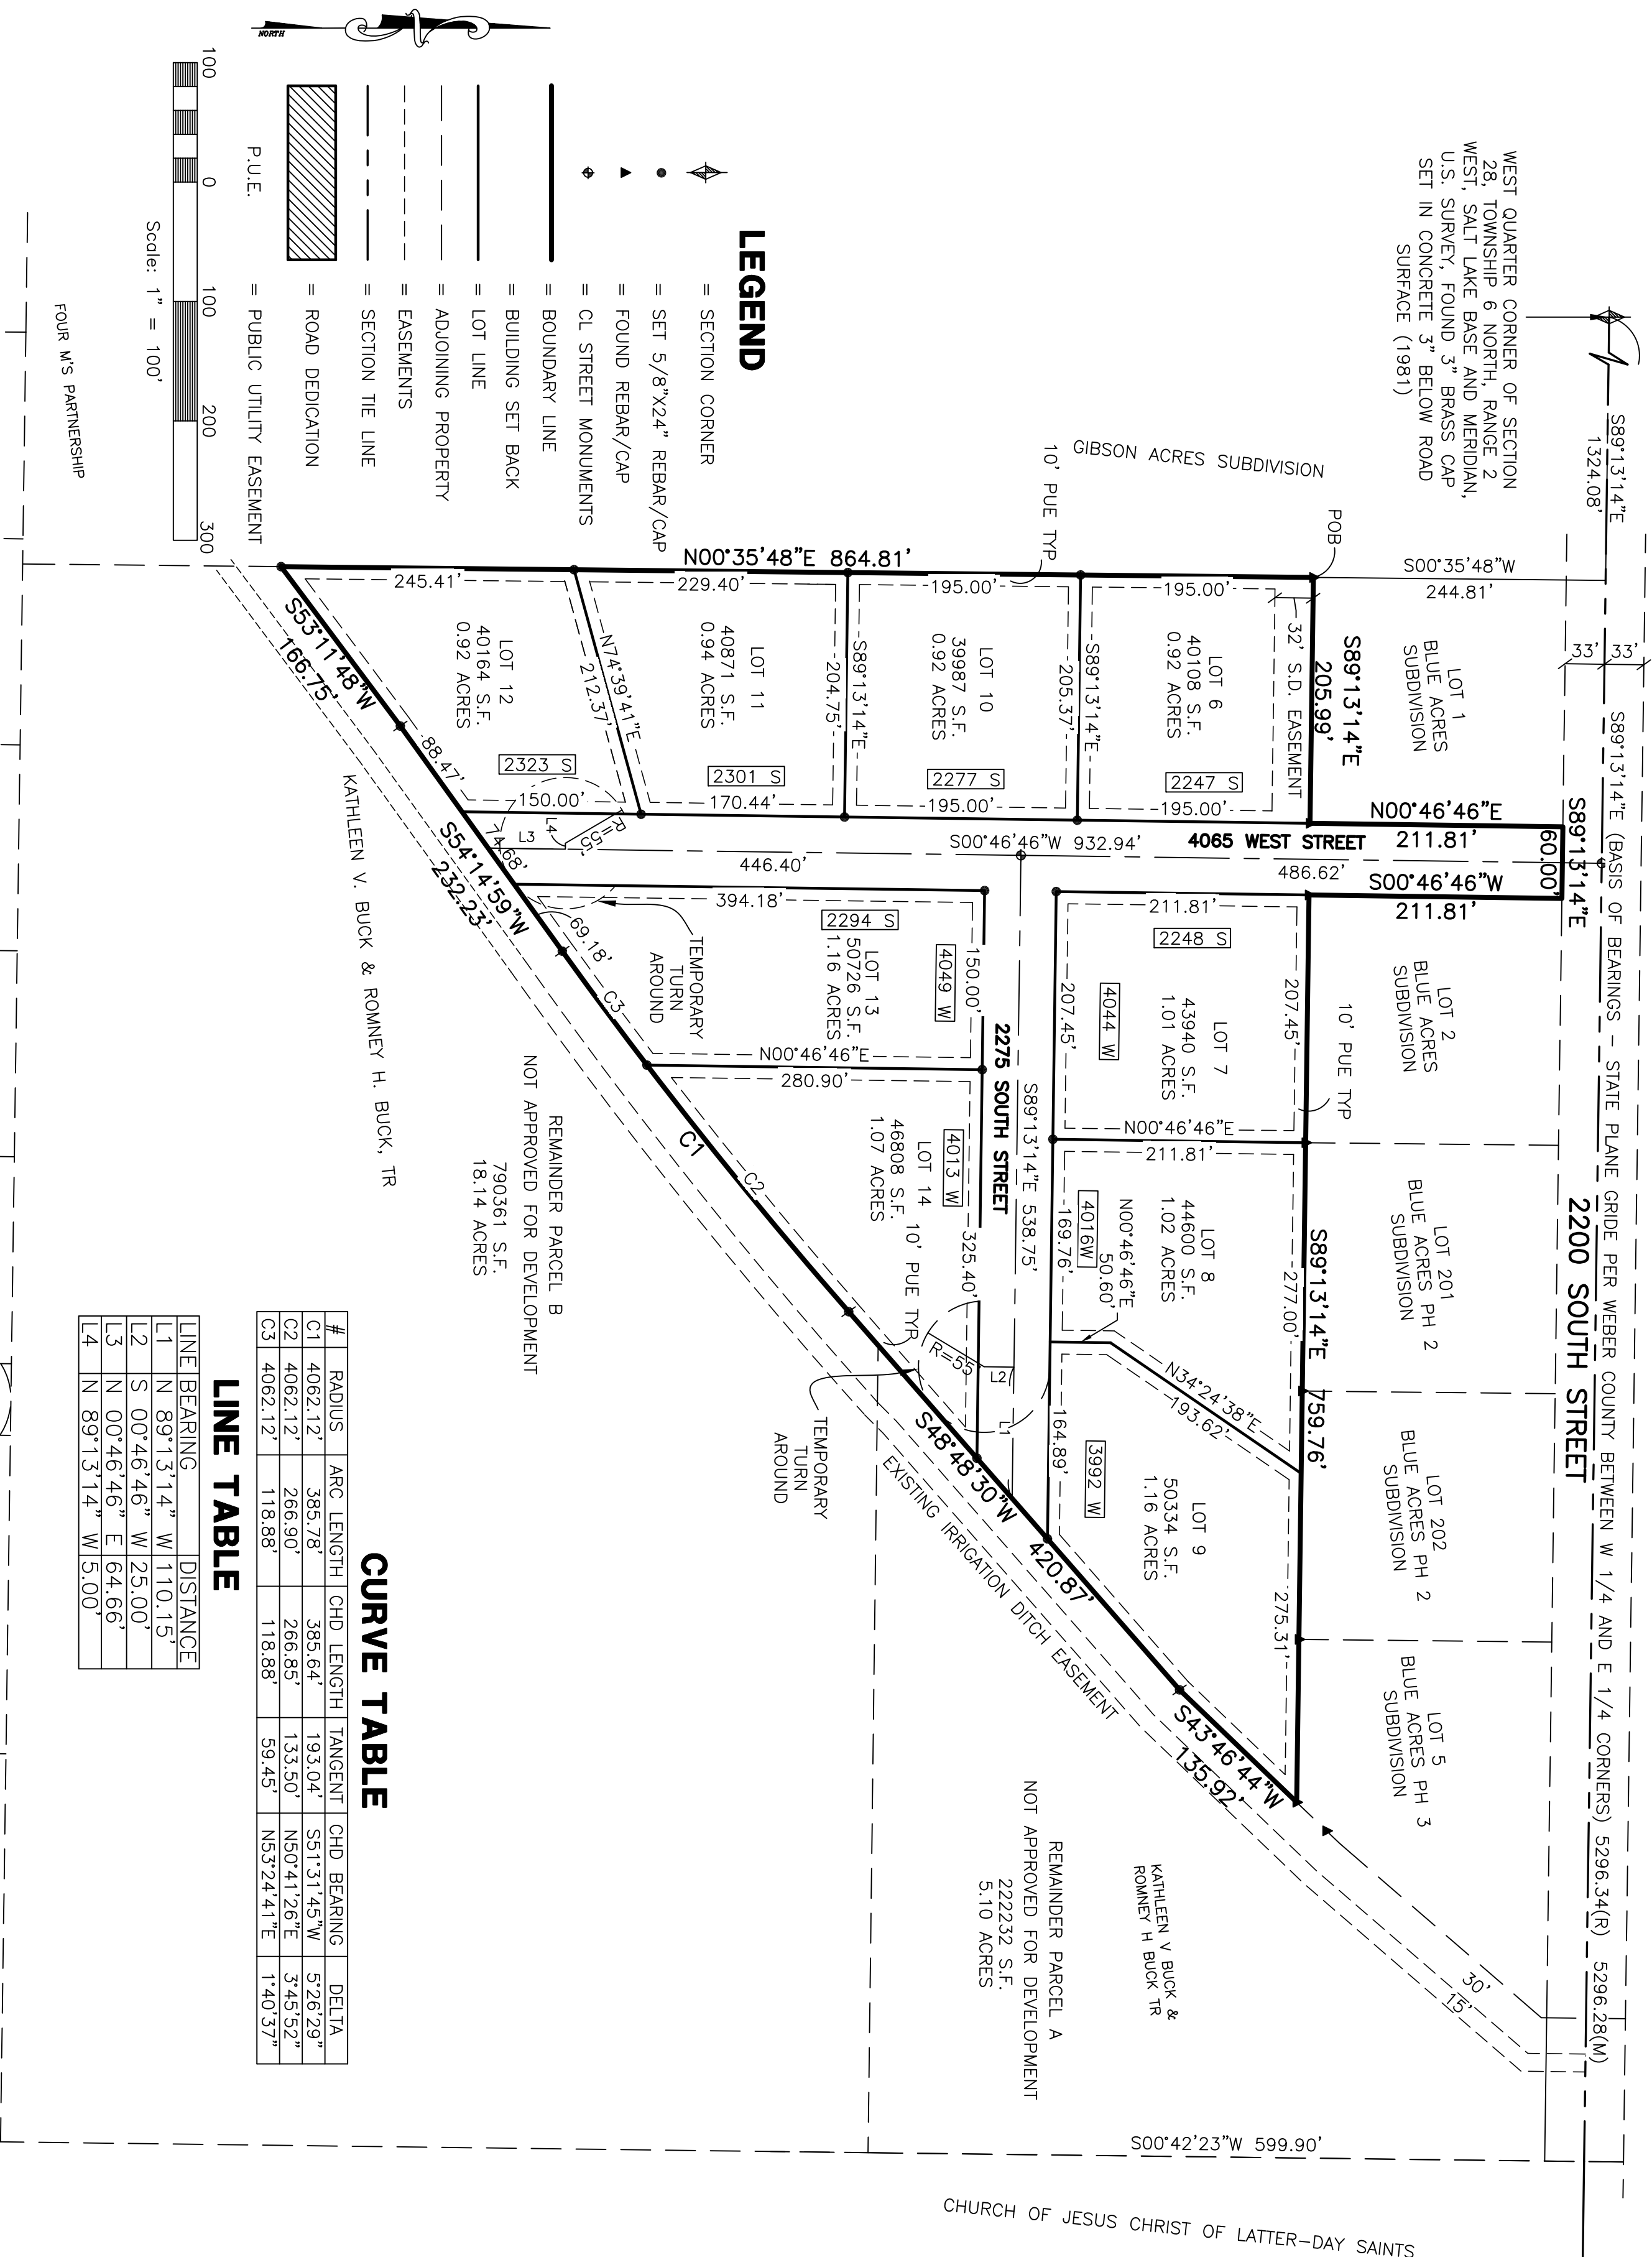 WEST QUARTER CORNER OF SECTION
28, TOWNSHIP 6 NORTH, RANGE 2
WEST, SALT LAKE BASE AND MERIDIAN,
U.S. SURVEY, FOUND 3" BRASS CAP
SET IN CONCRETE 3" BELOW ROAD
SURFACE (1981)
S89°13'14"E
1324.08'
S89°13'14"E (BASIS OF BEARINGS - STATE PLANE GRIDE PER WEBER COUNTY BETWEEN W 1/4 AND E 1/4 CORNERS) 5296.34(R) 5296.28(M)
2200 SOUTH STREET
33'
33'
S89°13'14"E
60.00'
S00°35'48"W
244.81'
POB
LOT 1
BLUE ACRES
SUBDIVISION
LOT 2
BLUE ACRES
SUBDIVISION
LOT 201
BLUE ACRES PH 2
SUBDIVISION
LOT 202
BLUE ACRES PH 2
SUBDIVISION
LOT 5
BLUE ACRES PH 3
SUBDIVISION
30'
15'
N00°46'46"E
211.81'
S00°46'46"W
211.81'
S89°13'14"E
205.99'
10' PUE TYP
S89°13'14"E 759.76'
GIBSON ACRES SUBDIVISION
10' PUE TYP
N00°35'48"E 864.81'
32' S.D. EASEMENT
195.00'
LOT 6
40108 S.F.
0.92 ACRES
2247 S
195.00'
S89°13'14"E
205.37'
195.00'
LOT 10
39987 S.F.
0.92 ACRES
2277 S
195.00'
S89°13'14"E
204.75'
229.40'
LOT 11
40871 S.F.
0.94 ACRES
2301 S
170.44'
N74°39'41"E
212.37'
245.41'
LOT 12
40164 S.F.
0.92 ACRES
2323 S
150.00'
88.47'
4065 WEST STREET
S00°46'46"W 932.94'
486.62'
446.40'
R=55'
L4
L3
74.68'
207.45'
211.81'
2248 S
LOT 7
43940 S.F.
1.01 ACRES
4044 W
207.45'
N00°46'46"E
211.81'
277.00'
LOT 8
44600 S.F.
1.02 ACRES
4016W
169.76'
N00°46'46"E
50.60'
N34°24'38"E
193.62'
275.31'
LOT 9
50334 S.F.
1.16 ACRES
3992 W
164.89'
S89°13'14"E 538.75'
2275 SOUTH STREET
L1
L2
R=55'
394.18'
2294 S
LOT 13
50726 S.F.
1.16 ACRES
4049 W
150.00'
TEMPORARY
TURN
AROUND
69.18'
C3
N00°46'46"E
280.90'
4013 W
LOT 14
46808 S.F.
1.07 ACRES
325.40'
10' PUE TYP
C2
C1
TEMPORARY
TURN
AROUND
S53°11'48"W
166.75'
S54°14'59"W
232.23'
S48°48'30"W
420.87'
S43°46'44"W
135.92'
EXISTING IRRIGATION DITCH EASEMENT
KATHLEEN V. BUCK & ROMNEY H. BUCK, TR
REMAINDER PARCEL B
NOT APPROVED FOR DEVELOPMENT
790361 S.F.
18.14 ACRES
KATHLEEN V BUCK &
ROMNEY H BUCK TR
REMAINDER PARCEL A
NOT APPROVED FOR DEVELOPMENT
222232 S.F.
5.10 ACRES
S00°42'23"W 599.90'
CHURCH OF JESUS CHRIST OF LATTER-DAY SAINTS
LEGEND
= SECTION CORNER
= SET 5/8"X24" REBAR/CAP
= FOUND REBAR/CAP
= CL STREET MONUMENTS
= BOUNDARY LINE
= BUILDING SET BACK
= LOT LINE
= ADJOINING PROPERTY
= EASEMENTS
= SECTION TIE LINE
= ROAD DEDICATION
P.U.E. = PUBLIC UTILITY EASEMENT
NORTH
100 0 100 200 300
Scale: 1" = 100'
FOUR M'S PARTNERSHIP
CURVE TABLE
# RADIUS ARC LENGTH CHD LENGTH TANGENT CHD BEARING DELTA
C1 4062.12' 385.78' 385.64' 193.04' S51°31'45"W 5°26'29"
C2 4062.12' 266.90' 266.85' 133.50' N50°41'26"E 3°45'52"
C3 4062.12' 118.88' 118.88' 59.45' N53°24'41"E 1°40'37"
LINE TABLE
LINE BEARING DISTANCE
L1 N 89°13'14" W 110.15'
L2 S 00°46'46" W 25.00'
L3 N 00°46'46" E 64.66'
L4 N 89°13'14" W 5.00'